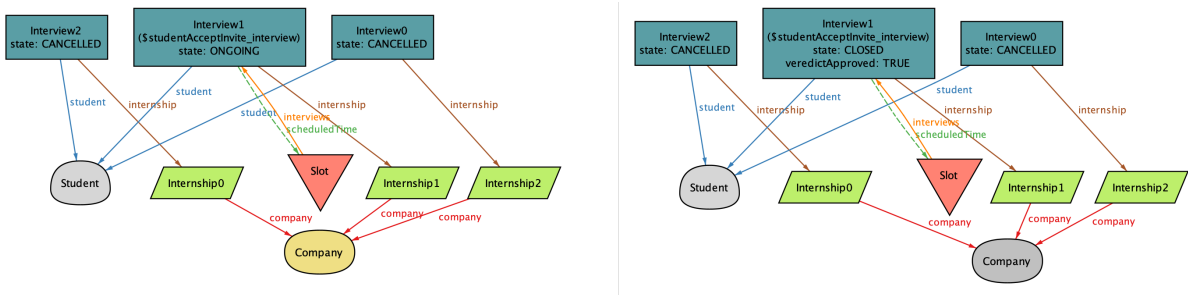 Interview2
state: CANCELLED
Interview1
($studentAcceptInvite_interview)
state: ONGOING
Interview0
state: CANCELLED
student
internship
student
student
interviews
scheduledTime
internship
internship
Student
Internship0
Slot
Internship1
Internship2
company
company
company
Company
Interview2
state: CANCELLED
Interview1
($studentAcceptInvite_interview)
state: CLOSED
veredictApproved: TRUE
Interview0
state: CANCELLED
student
internship
student
student
interviews
scheduledTime
internship
internship
Student
Internship0
Slot
Internship1
Internship2
company
company
company
Company